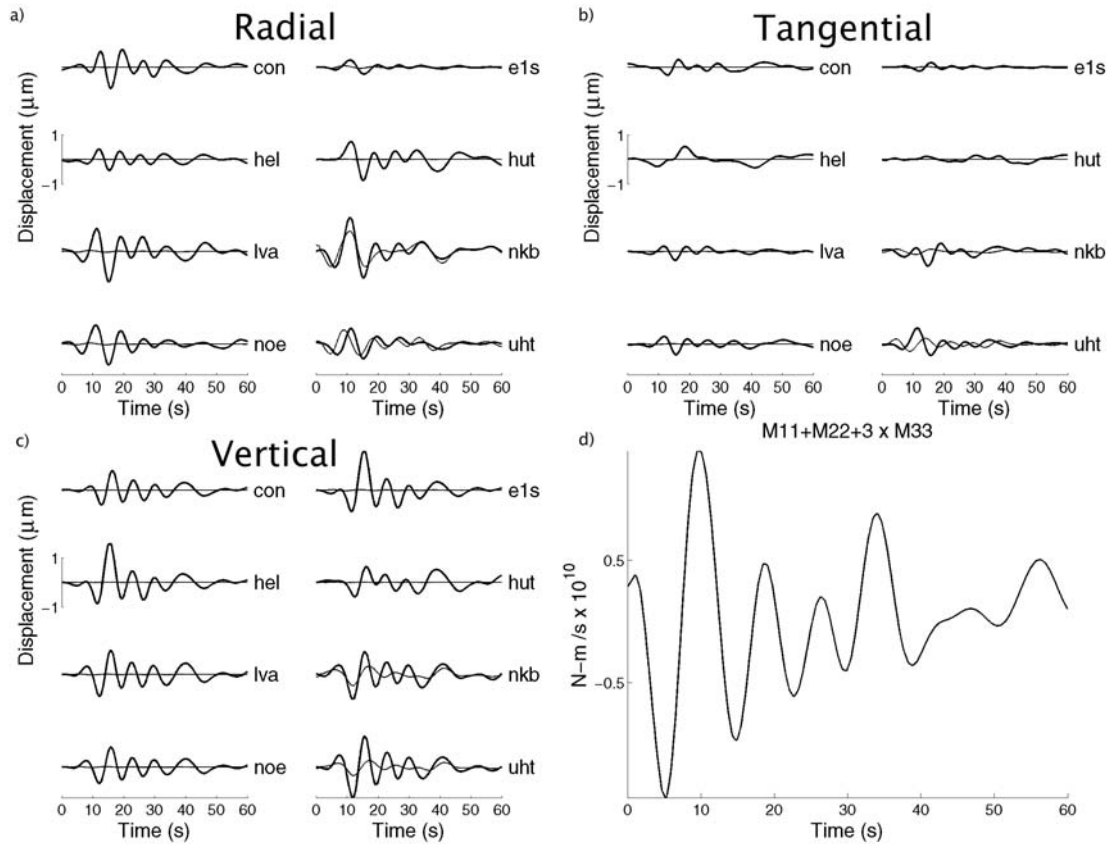 a)
Radial
b)
Tangential
Displacement (μm)
con
e1s
1
-1
hel
hut
lva
nkb
noe
uht
0 10 20 30 40 50 60
0 10 20 30 40 50 60
Time (s)
Time (s)
Displacement (μm)
con
e1s
1
-1
hel
hut
lva
nkb
noe
uht
0 10 20 30 40 50 60
0 10 20 30 40 50 60
Time (s)
Time (s)
c)
Vertical
Displacement (μm)
con
e1s
1
-1
hel
hut
lva
nkb
noe
uht
0 10 20 30 40 50 60
0 10 20 30 40 50 60
Time (s)
Time (s)
d)
M11+M22+3 x M33
N-m /s x 10^10
0.5
-0.5
0 10 20 30 40 50 60
Time (s)